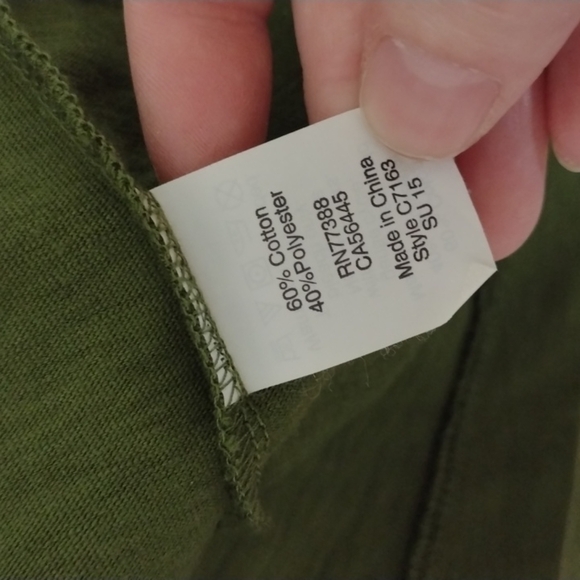 60% Cotton
40%Polyester
RN77388
CA56445
Made in China
Style C7163
SU 15